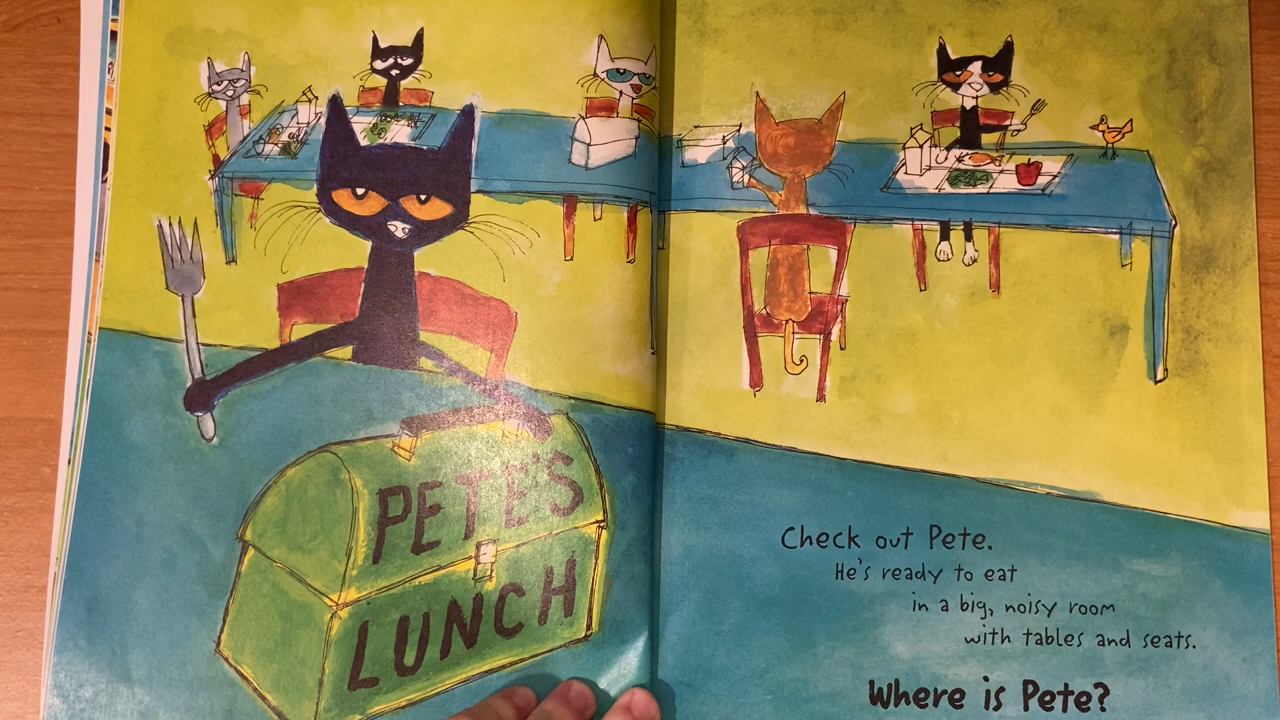 PETE'S
LUNCH
Check out Pete.
He's ready to eat
in a big, noisy room
with tables and seats.
Where is Pete?